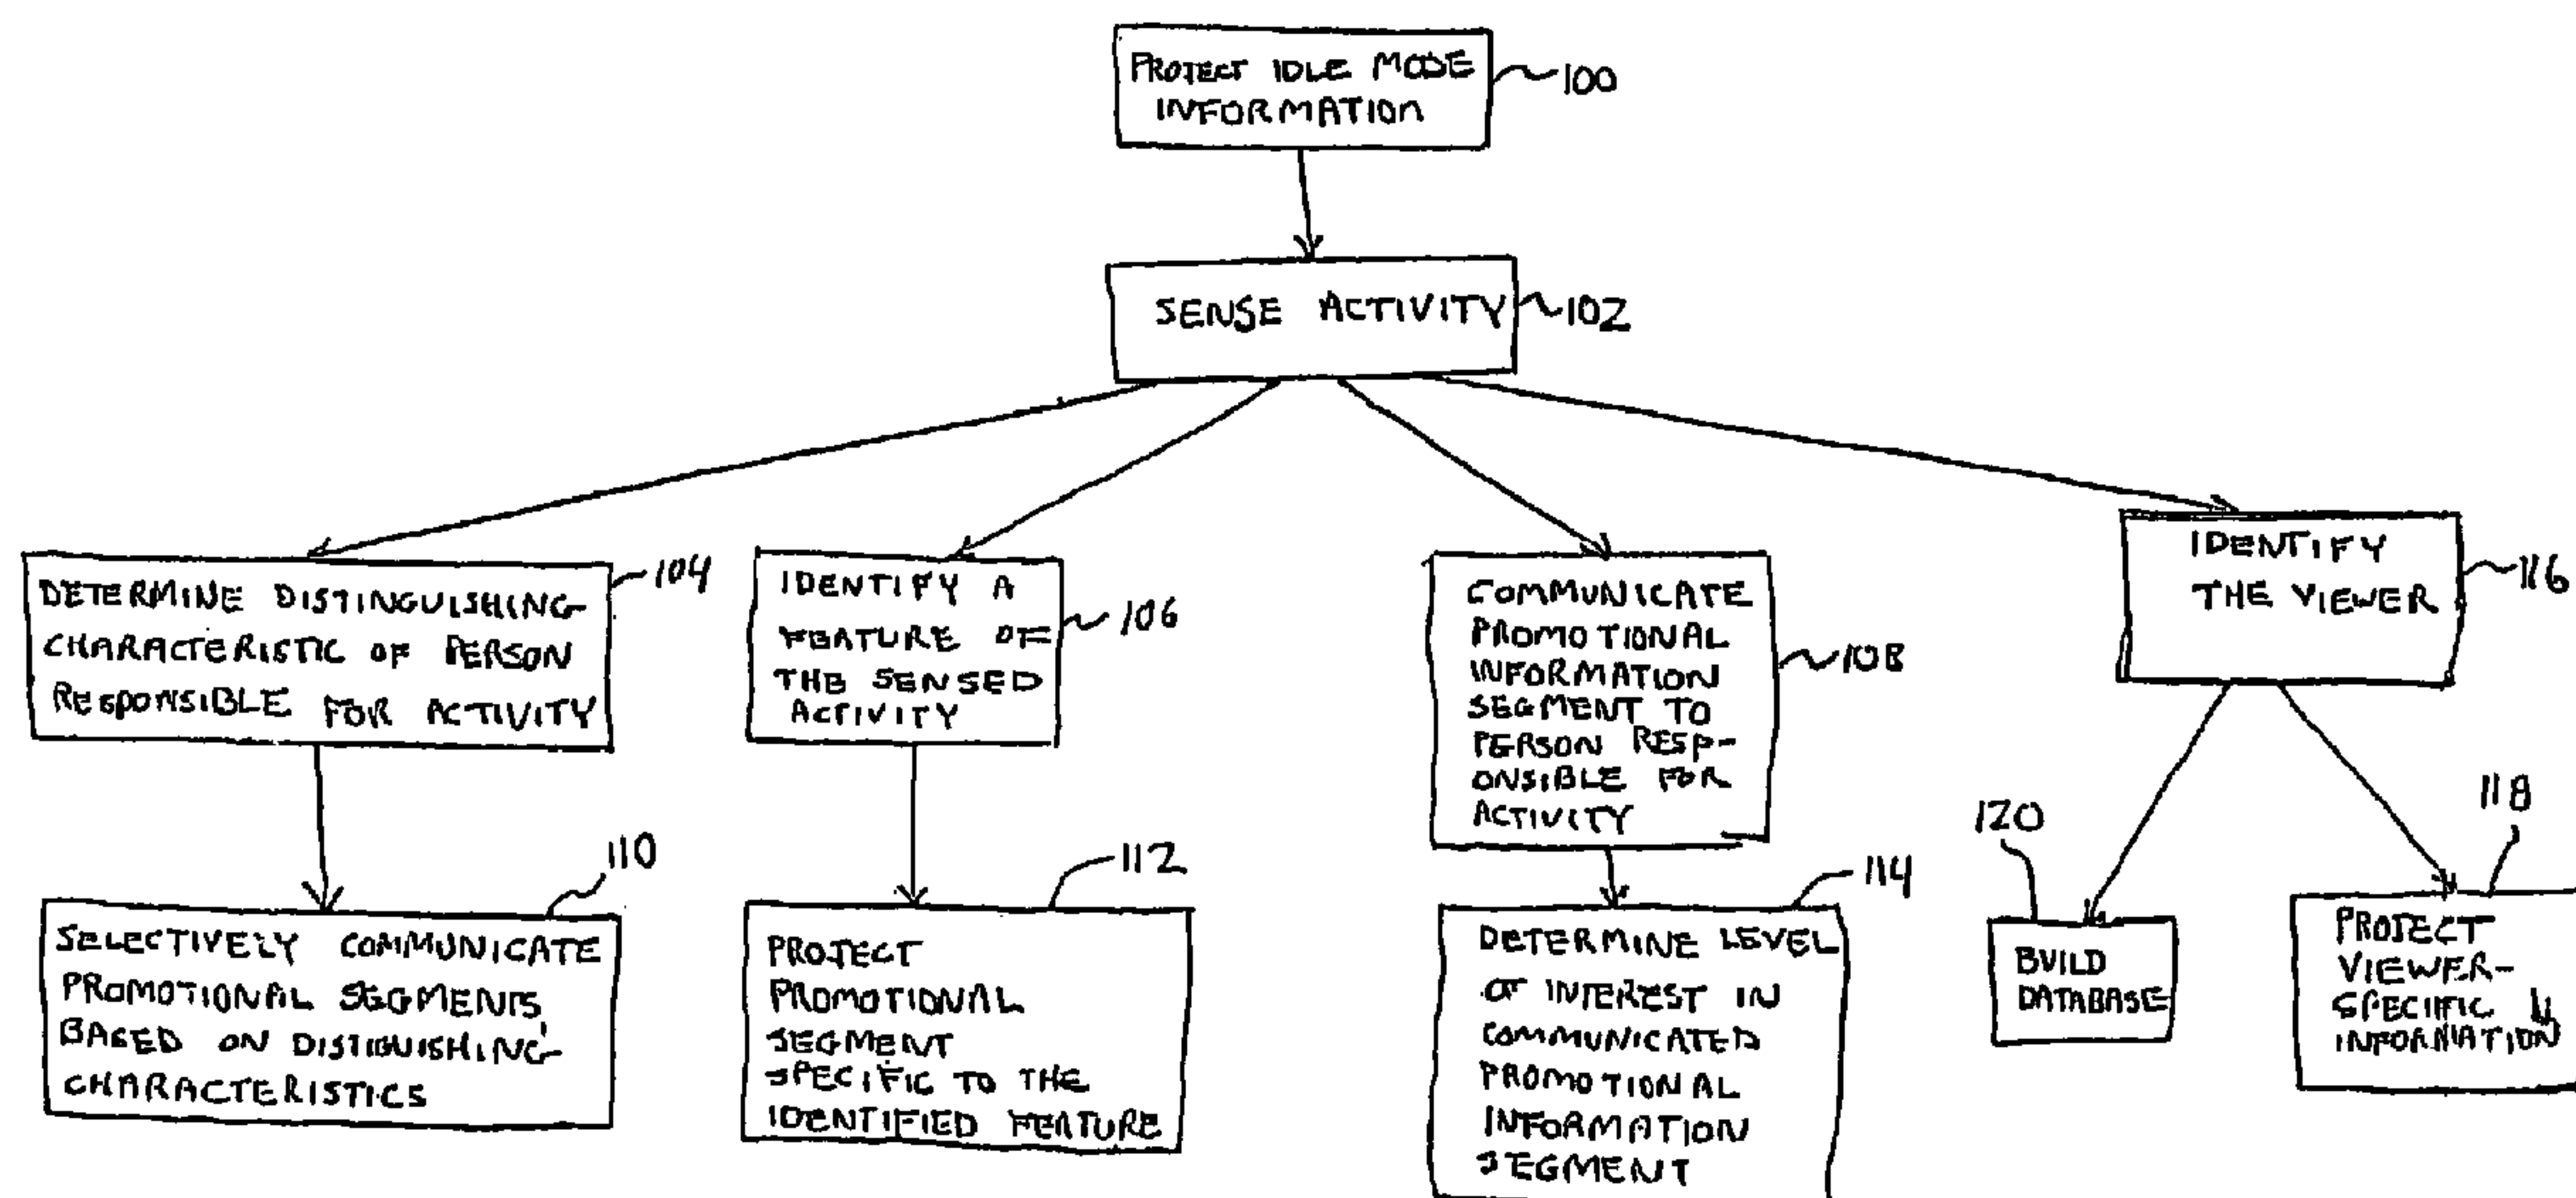 PROJECT IDLE MODE
INFORMATION
100
SENSE ACTIVITY
102
DETERMINE DISTINGUISHING
CHARACTERISTIC OF PERSON
RESPONSIBLE FOR ACTIVITY
104
IDENTIFY A
FEATURE OF
THE SENSED
ACTIVITY
106
COMMUNICATE
PROMOTIONAL
INFORMATION
SEGMENT TO
PERSON RESP-
ONSIBLE FOR
ACTIVITY
108
IDENTIFY
THE VIEWER
116
SELECTIVELY COMMUNICATE
PROMOTIONAL SEGMENTS
BASED ON DISTIGUISHING
CHARACTERISTICS
110
PROJECT
PROMOTIONAL
SEGMENT
SPECIFIC TO THE
IDENTIFIED FEATURE
112
DETERMINE LEVEL
OF INTEREST IN
COMMUNICATED
PROMOTIONAL
INFORMATION
SEGMENT
114
BUILD
DATABASE
120
PROJECT
VIEWER-
SPECIFIC
INFORMATION
118